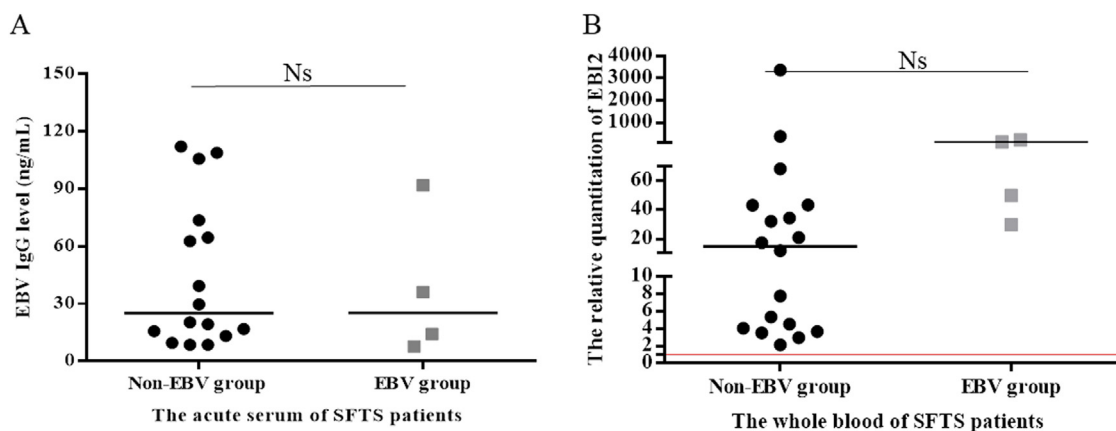 A
Ns
EBV IgG level (ng/mL)
150
120
90
60
30
0
Non-EBV group EBV group
The acute serum of SFTS patients
B
Ns
The relative quantitation of EBI2
4000
3000
2000
1000
60
40
20
10
8
6
4
2
0
Non-EBV group EBV group
The whole blood of SFTS patients